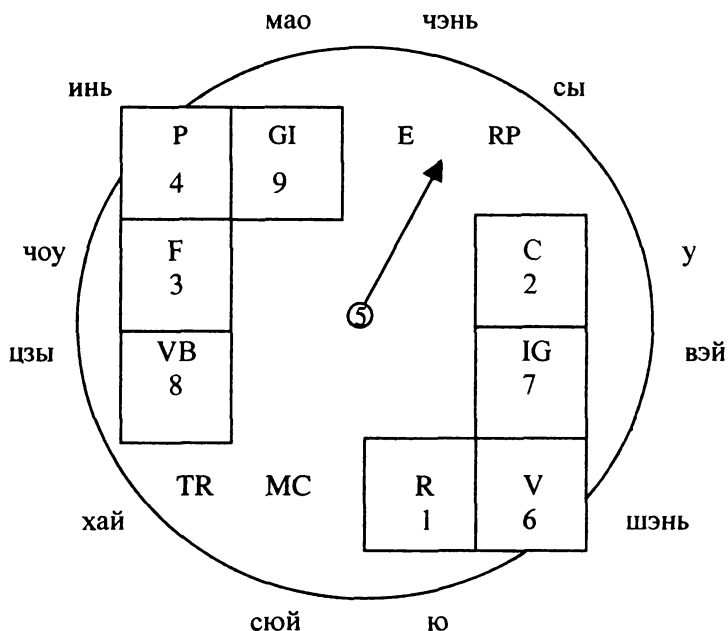 мао чэнь
инь сы
P GI E RP
4 9
чоу F C у
3 2
5
цзы VB IG вэй
8 7
TR MC R V
1 6
хай шэнь
сюй ю